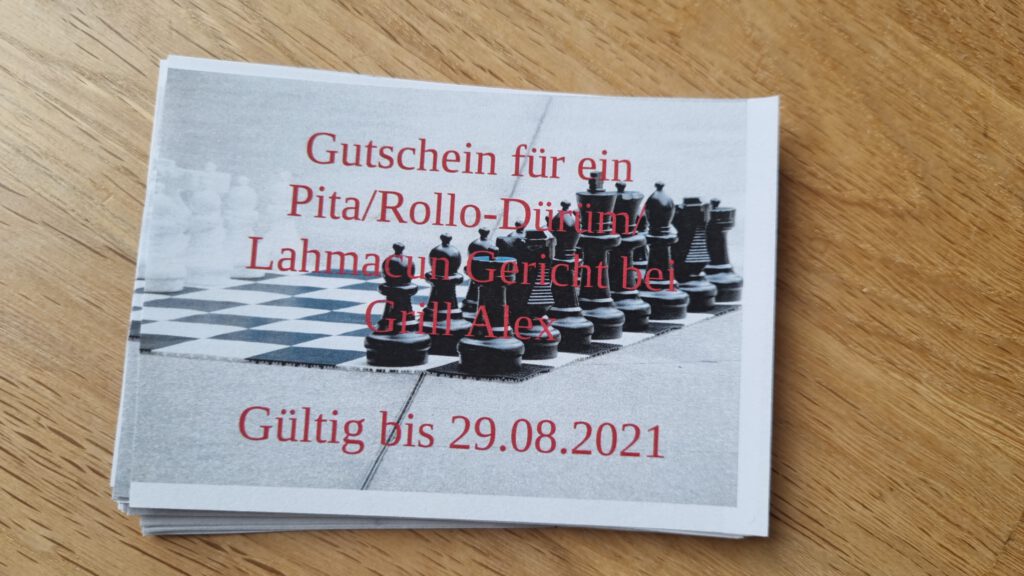 Gutschein für ein
Pita/Rollo-Dürüm/
Lahmacun Gericht bei
Grill Alex
Gültig bis 29.08.2021